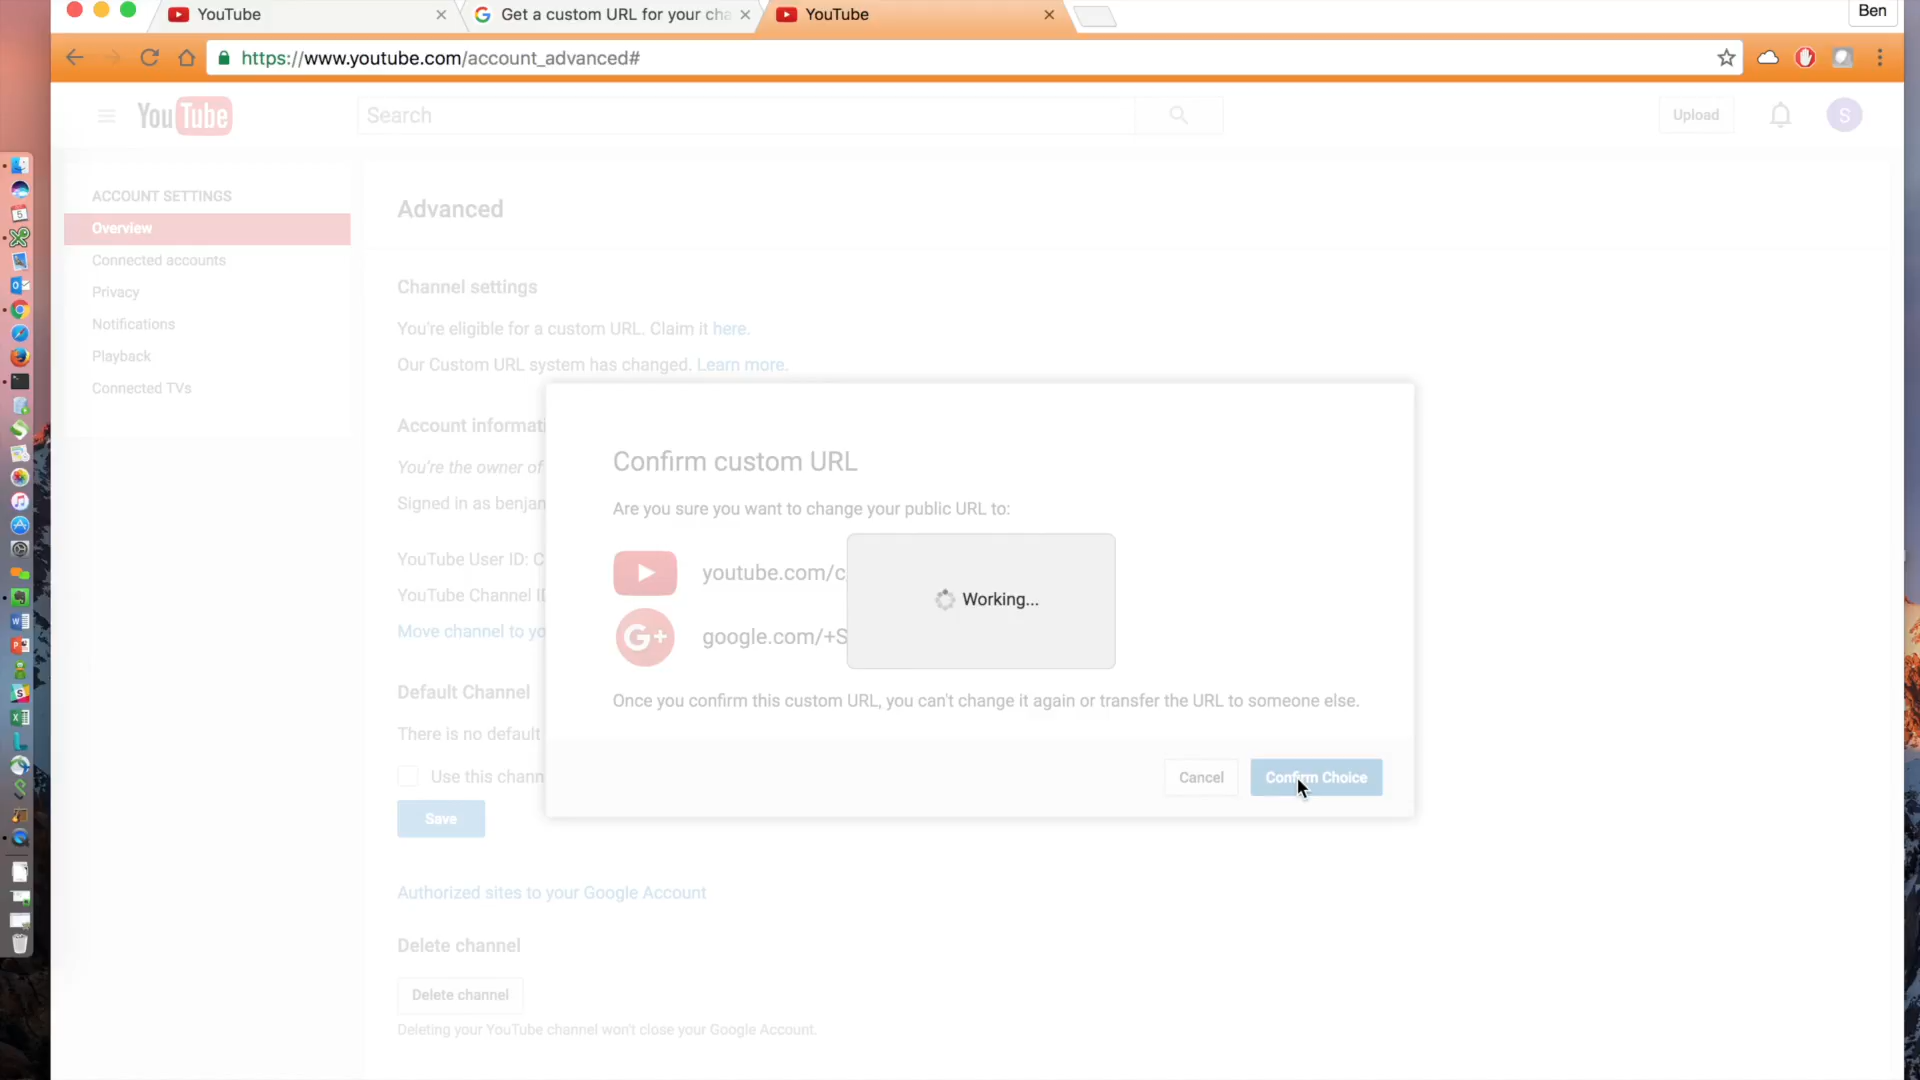 YouTube
Get a custom URL for your cha
YouTube
Ben
https://www.youtube.com/account_advanced#
YouTube
Search
Upload
S
ACCOUNT SETTINGS
Overview
Connected accounts
Privacy
Notifications
Playback
Connected TVs
Advanced
Channel settings
You're eligible for a custom URL. Claim it here.
Our Custom URL system has changed. Learn more.
Account informati
You're the owner of
Signed in as benjan
YouTube User ID: C
YouTube Channel ID
Move channel to yo
Default Channel
There is no default
Use this chann
Save
Authorized sites to your Google Account
Delete channel
Delete channel
Deleting your YouTube channel won't close your Google Account.
Confirm custom URL
Are you sure you want to change your public URL to:
youtube.com/c
G+
google.com/+S
Working...
Once you confirm this custom URL, you can't change it again or transfer the URL to someone else.
Cancel
Confirm Choice